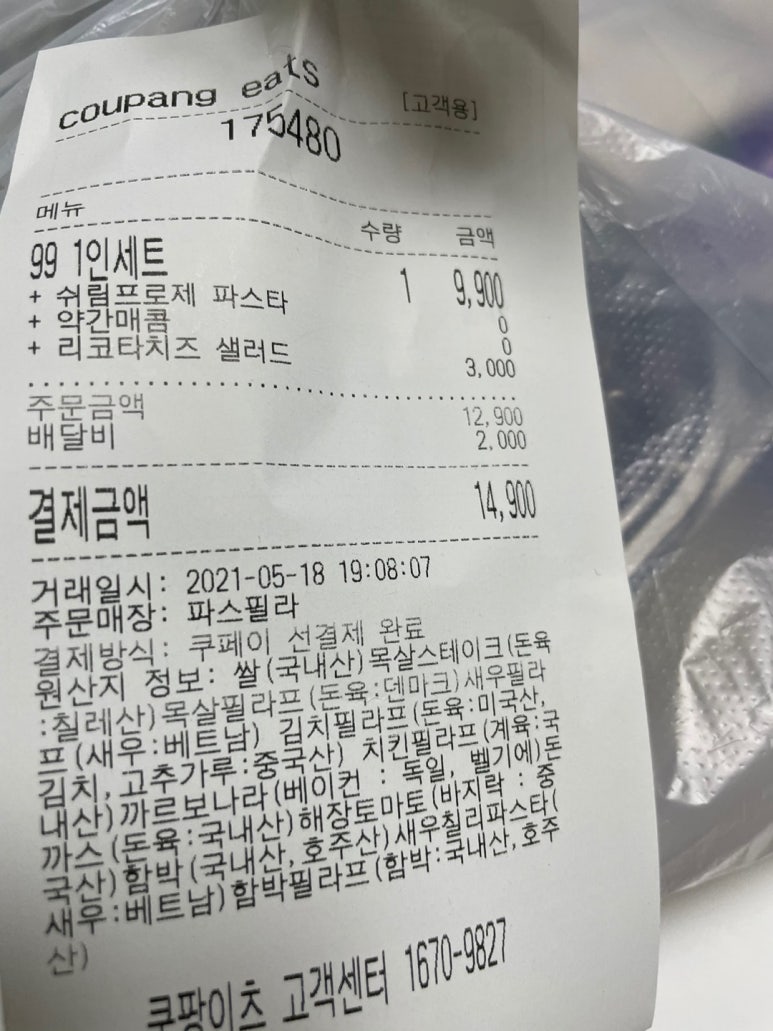 coupang eats
[고객용]
175480
메뉴 수량 금액
99 1인세트 1 9,900
+ 쉬림프로제 파스타 0
+ 약간매콤 0
+ 리코타치즈 샐러드 3,000
주문금액 12,900
배달비 2,000
결제금액 14,900
거래일시: 2021-05-18 19:08:07
주문매장: 파스필라
결제방식: 쿠페이 선결제 완료
원산지 정보: 쌀(국내산)목살스테이크(돈육
:칠레산)목살필라프(돈육:덴마크)새우필라
프(새우:베트남) 김치필라프(돈육:미국산,
김치,고추가루:중국산) 치킨필라프(계육:국
내산)까르보나라(베이컨 : 독일, 벨기에)돈
까스(돈육:국내산)해장토마토(바지락 : 중
국산)함박(국내산,호주산)새우칠리파스타(
새우:베트남)함박필라프(함박:국내산,호주
산)
쿠팡이츠 고객센터 1670-9827